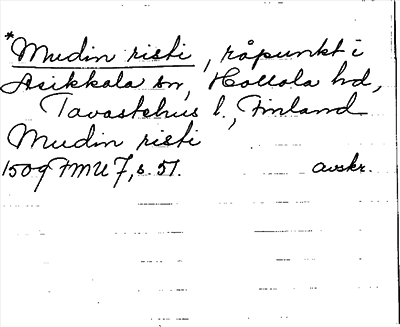 *Mudin risti, råpunkt i
Asikkala sn, Hollola hd,
Tavastehus l., Finland
Mudin risti
1509 FMU 7, s. 51. avskr.